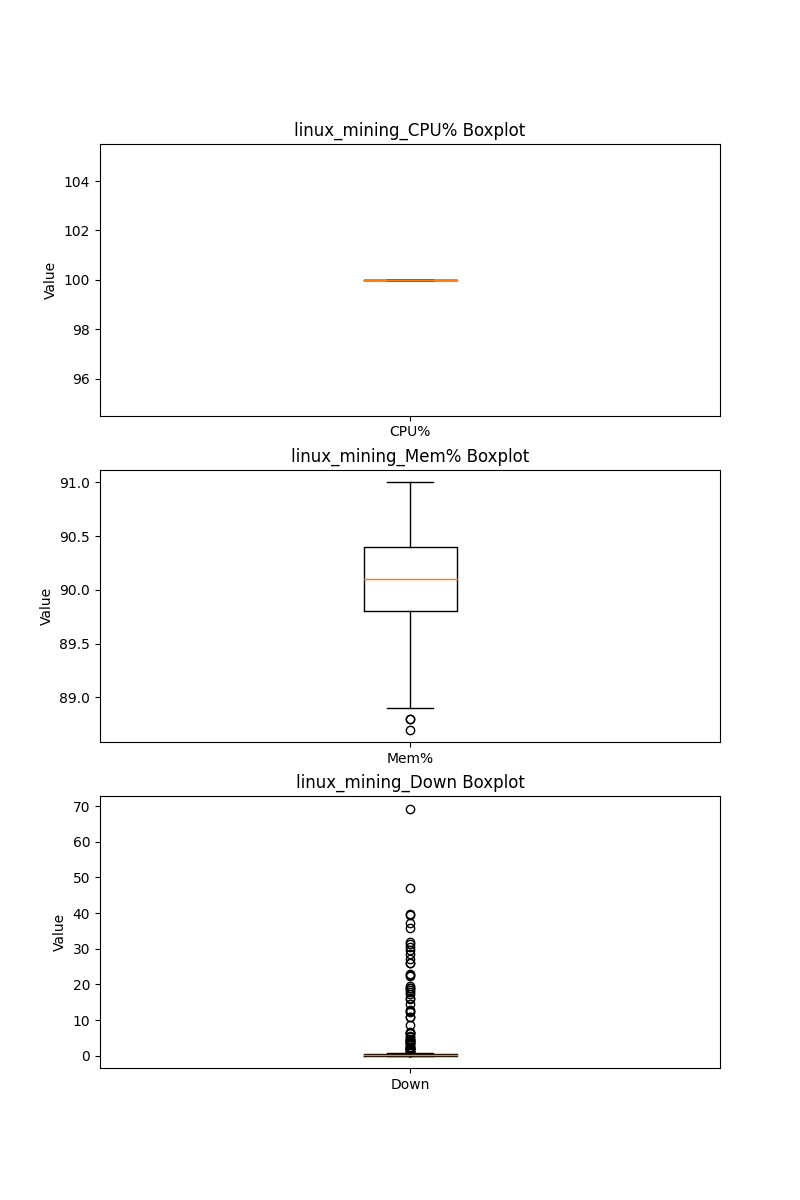 linux_mining_CPU% Boxplot
104
102
100
98
96
Value
CPU%
linux_mining_Mem% Boxplot
91.0
90.5
90.0
89.5
89.0
Value
Mem%
linux_mining_Down Boxplot
70
60
50
40
30
20
10
0
Value
Down